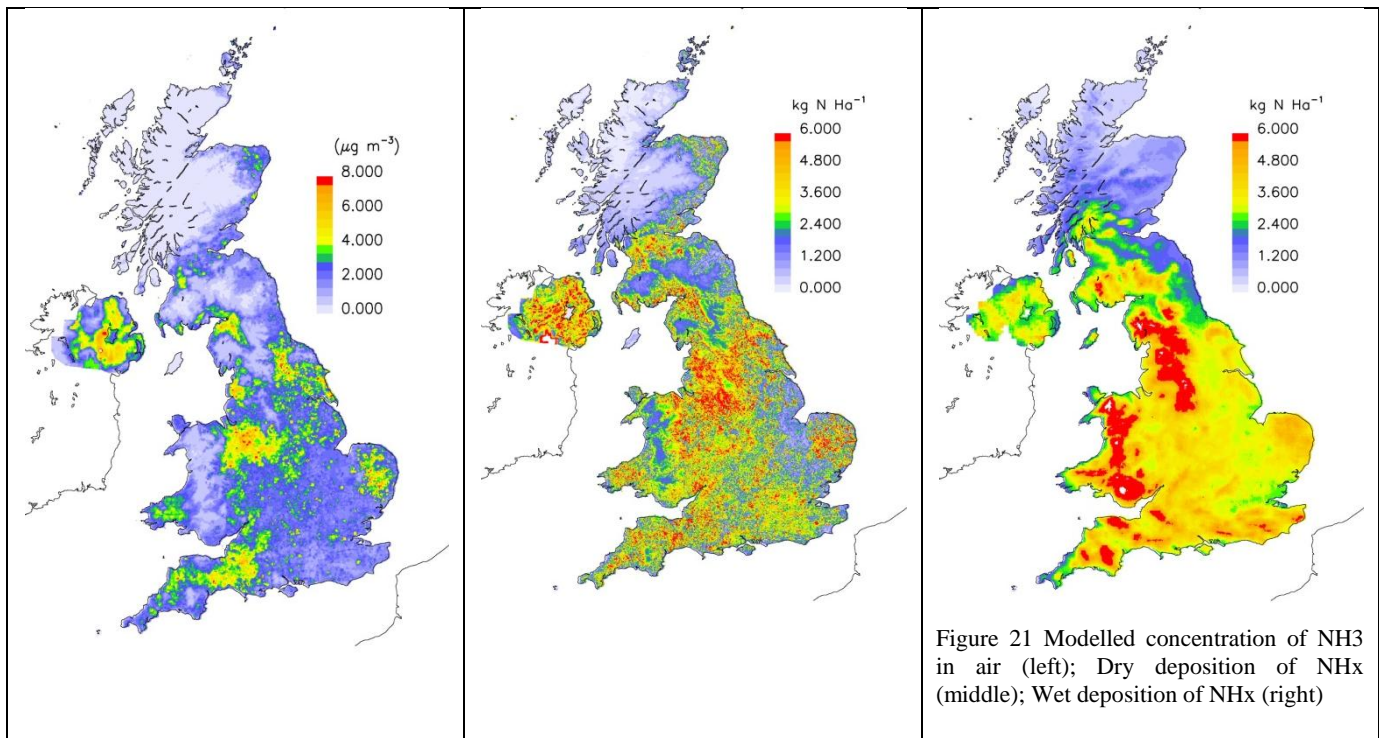 (μg m⁻³)
8.000
6.000
4.000
2.000
0.000
kg N Ha⁻¹
6.000
4.800
3.600
2.400
1.200
0.000
kg N Ha⁻¹
6.000
4.800
3.600
2.400
1.200
0.000
Figure 21 Modelled concentration of NH3
in air (left); Dry deposition of NHx
(middle); Wet deposition of NHx (right)